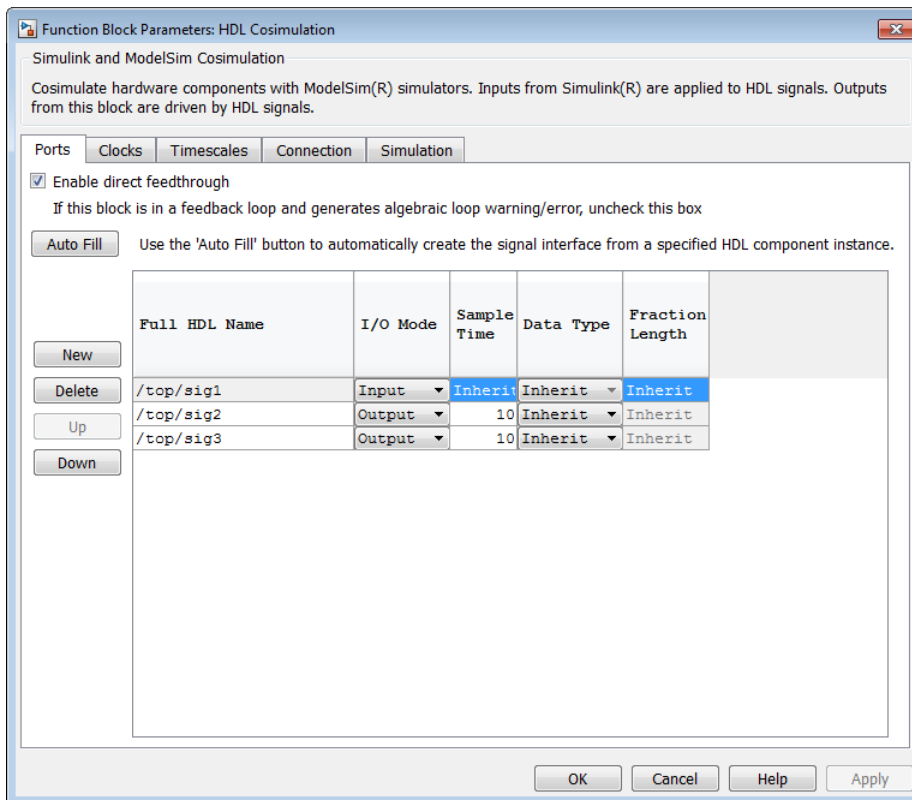 Function Block Parameters: HDL Cosimulation
Simulink and ModelSim Cosimulation
Cosimulate hardware components with ModelSim(R) simulators. Inputs from Simulink(R) are applied to HDL signals. Outputs
from this block are driven by HDL signals.
Ports Clocks Timescales Connection Simulation
Enable direct feedthrough
If this block is in a feedback loop and generates algebraic loop warning/error, uncheck this box
Auto Fill Use the 'Auto Fill' button to automatically create the signal interface from a specified HDL component instance.
Full HDL Name I/O Mode Sample Time Data Type Fraction Length
New
Delete /top/sig1 Input Inherit Inherit Inherit
Up /top/sig2 Output 10 Inherit Inherit
/top/sig3 Output 10 Inherit Inherit
Down
OK Cancel Help Apply